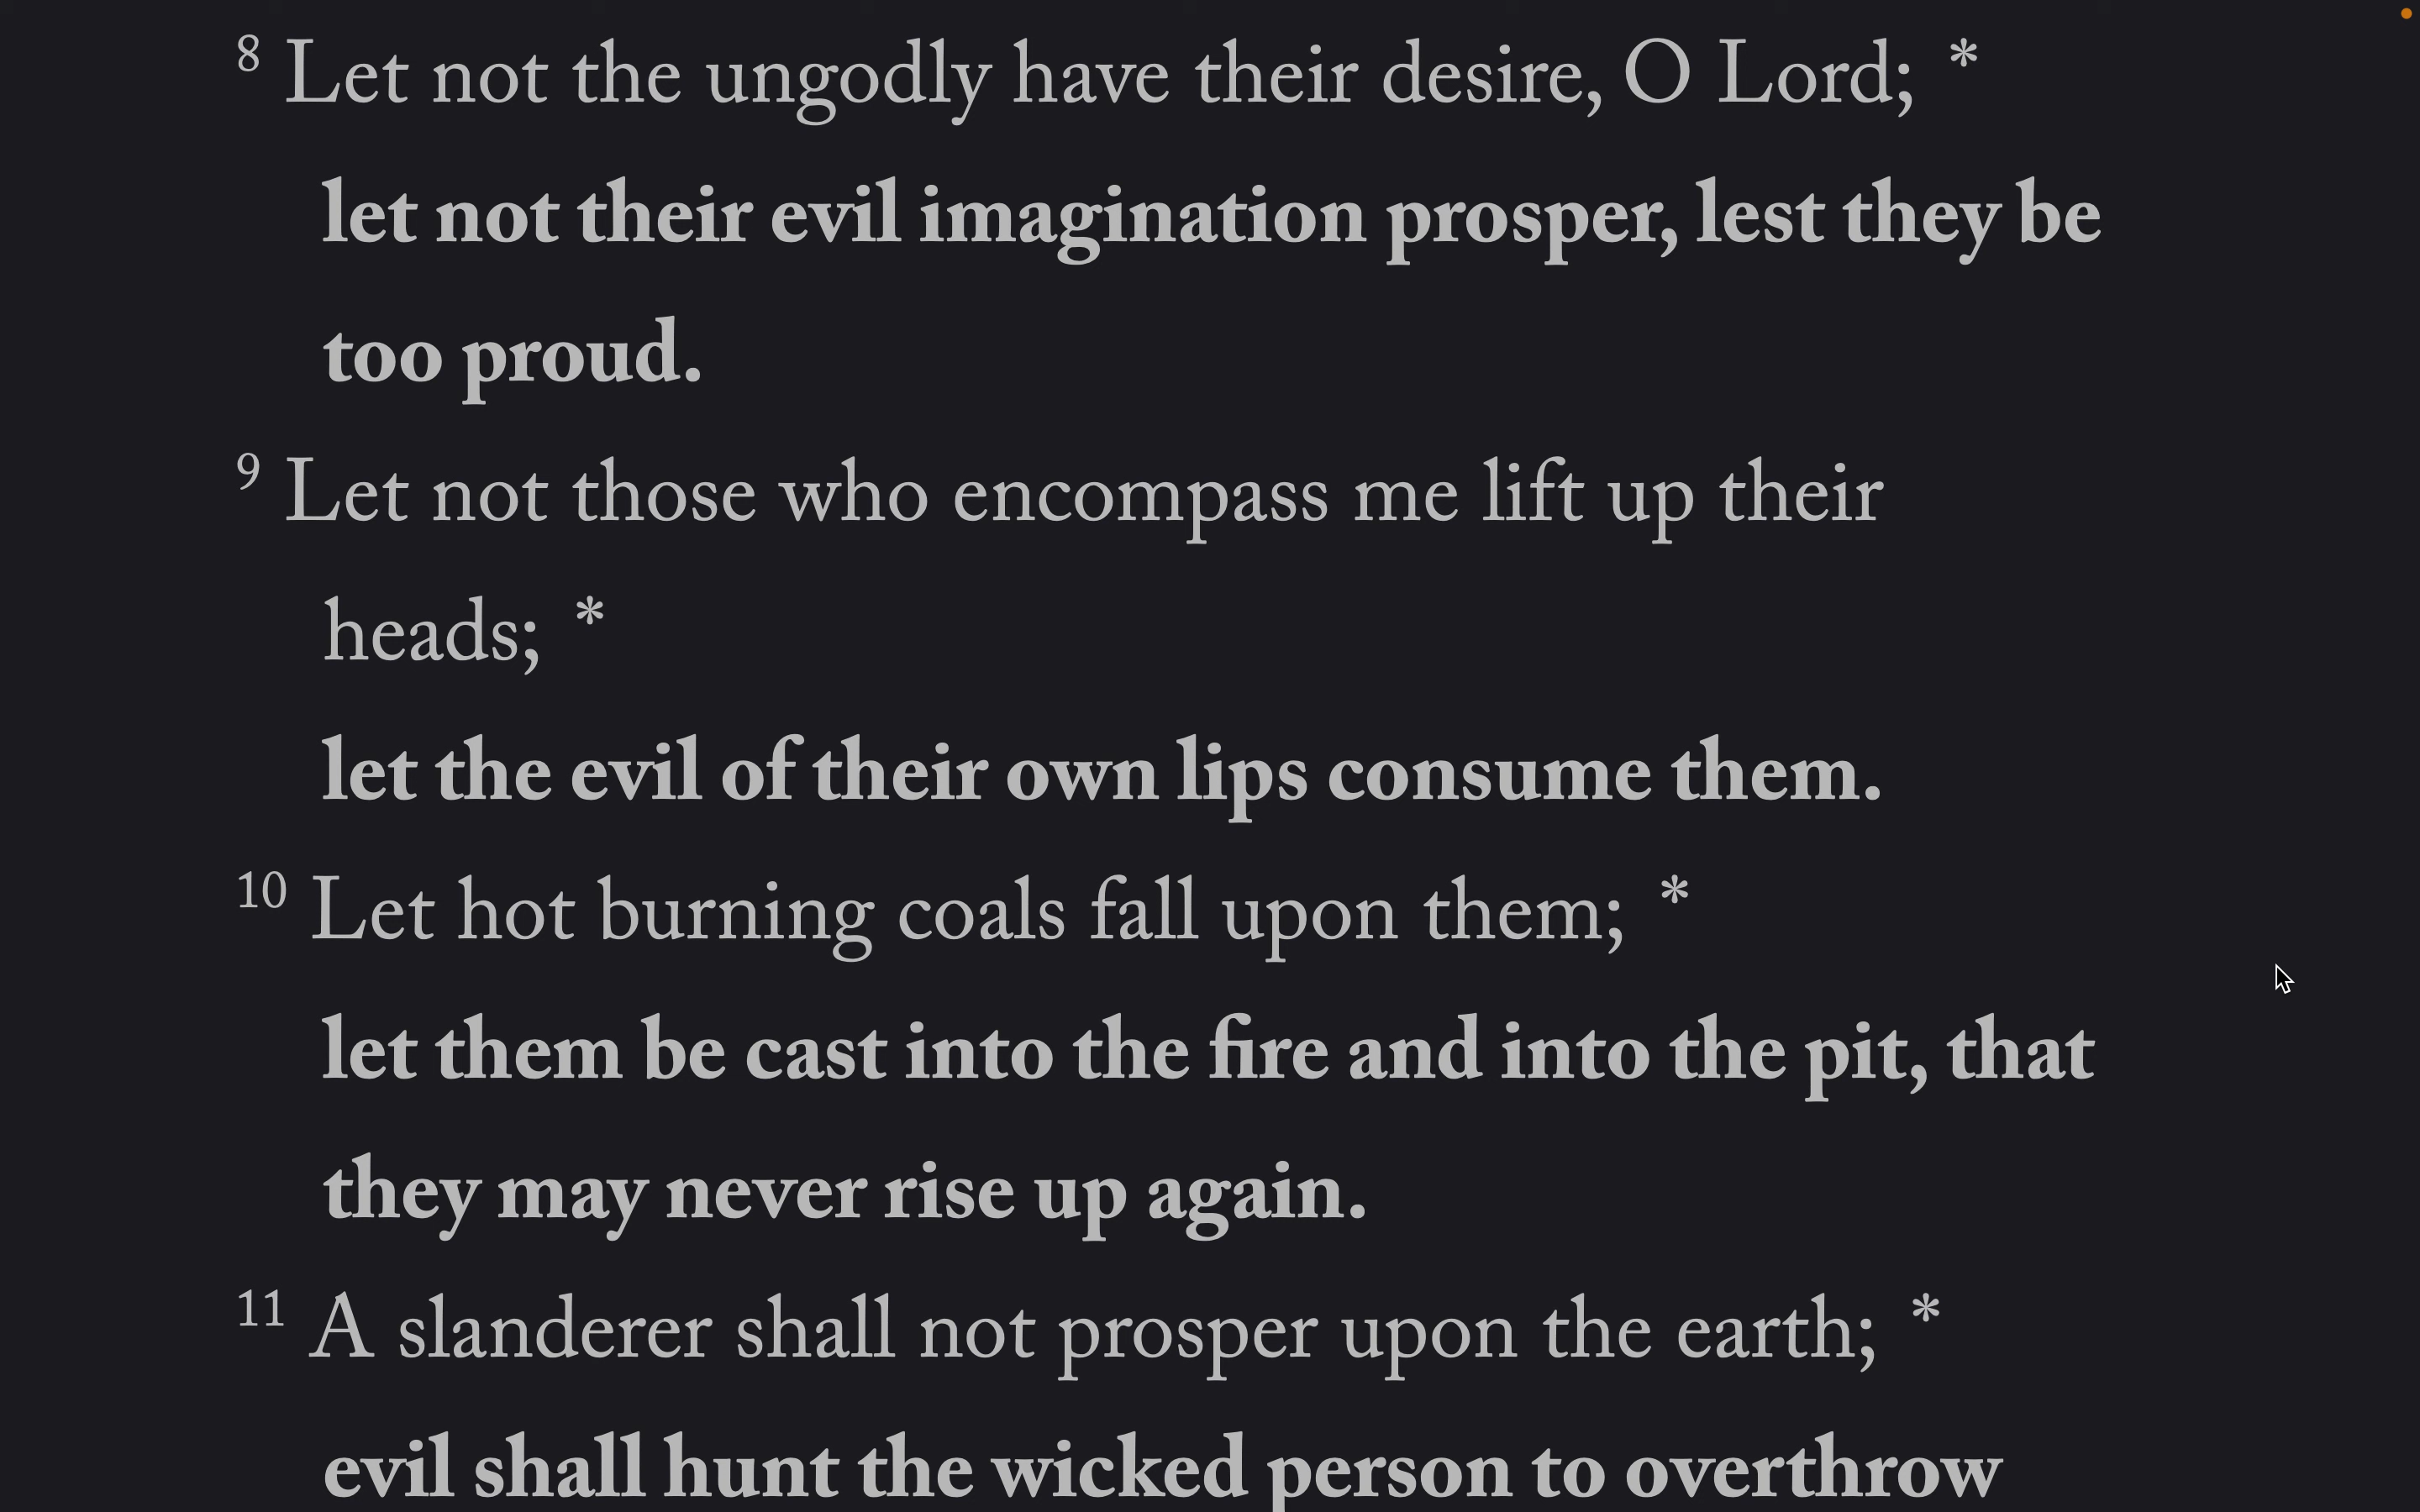 8 Let not the ungodly have their desire, O Lord; *
let not their evil imagination prosper, lest they be
too proud.
9 Let not those who encompass me lift up their
heads; *
let the evil of their own lips consume them.
10 Let hot burning coals fall upon them; *
let them be cast into the fire and into the pit, that
they may never rise up again.
11 A slanderer shall not prosper upon the earth; *
evil shall hunt the wicked person to overthrow